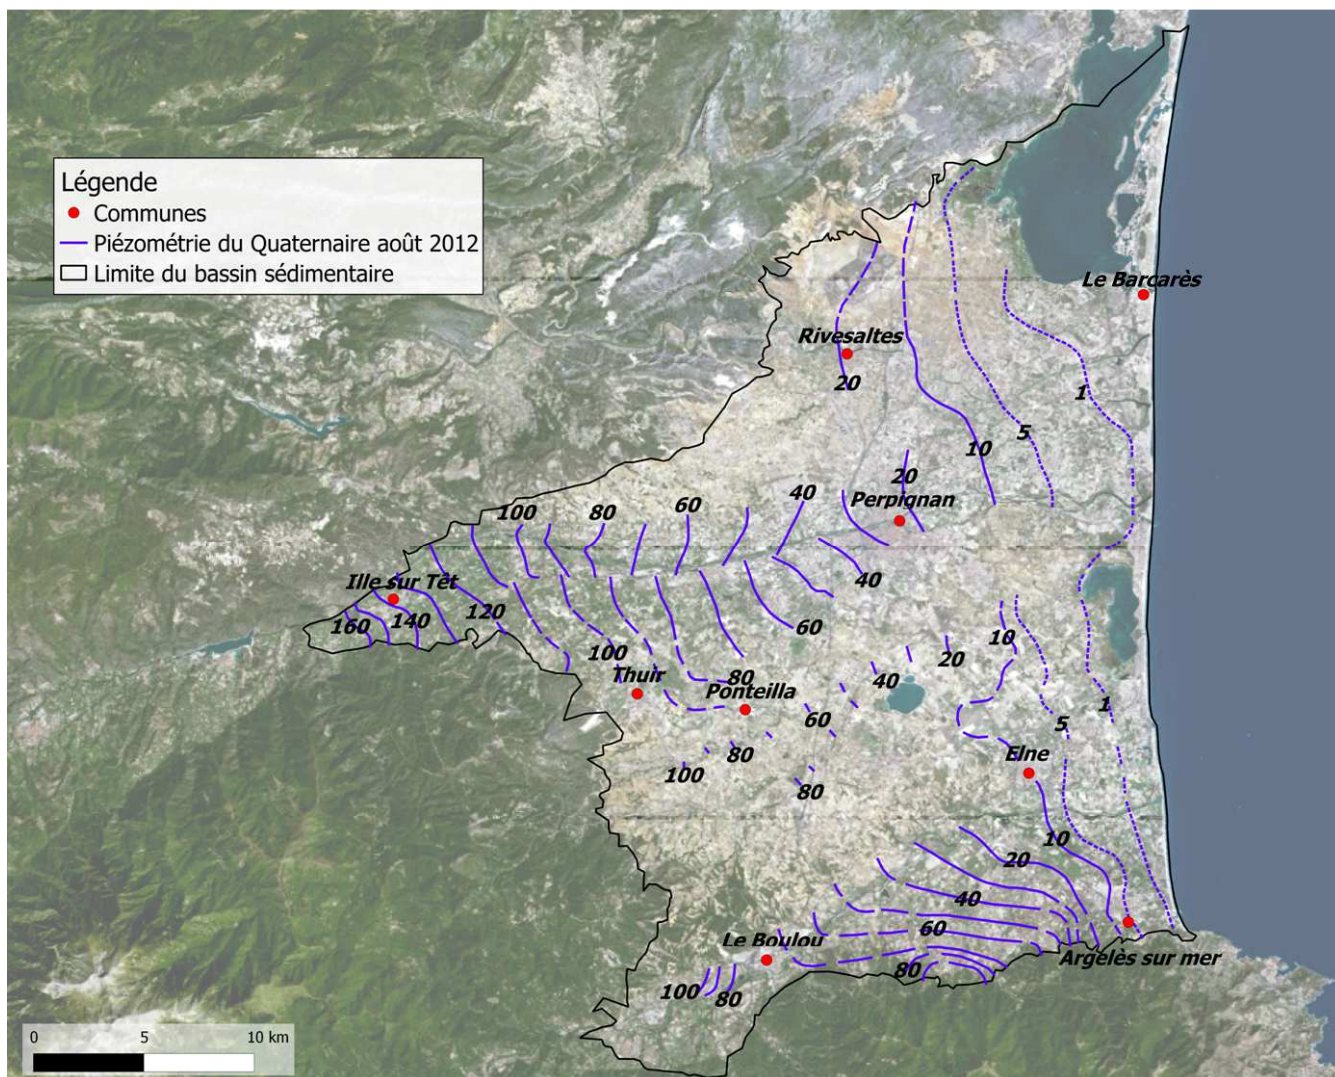 Légende
Communes
Piézométrie du Quaternaire août 2012
Limite du bassin sédimentaire
Le Barcarès
Rivesaltes
20
1
5
10
20
40
60
80
100
Perpignan
40
Ille sur Têt
120
140
160
60
10
20
100
Thuir
80
Ponteilla
40
60
1
5
80
Elne
100
80
10
20
40
60
Le Boulou
Argelès sur mer
80
100
80
0 5 10 km